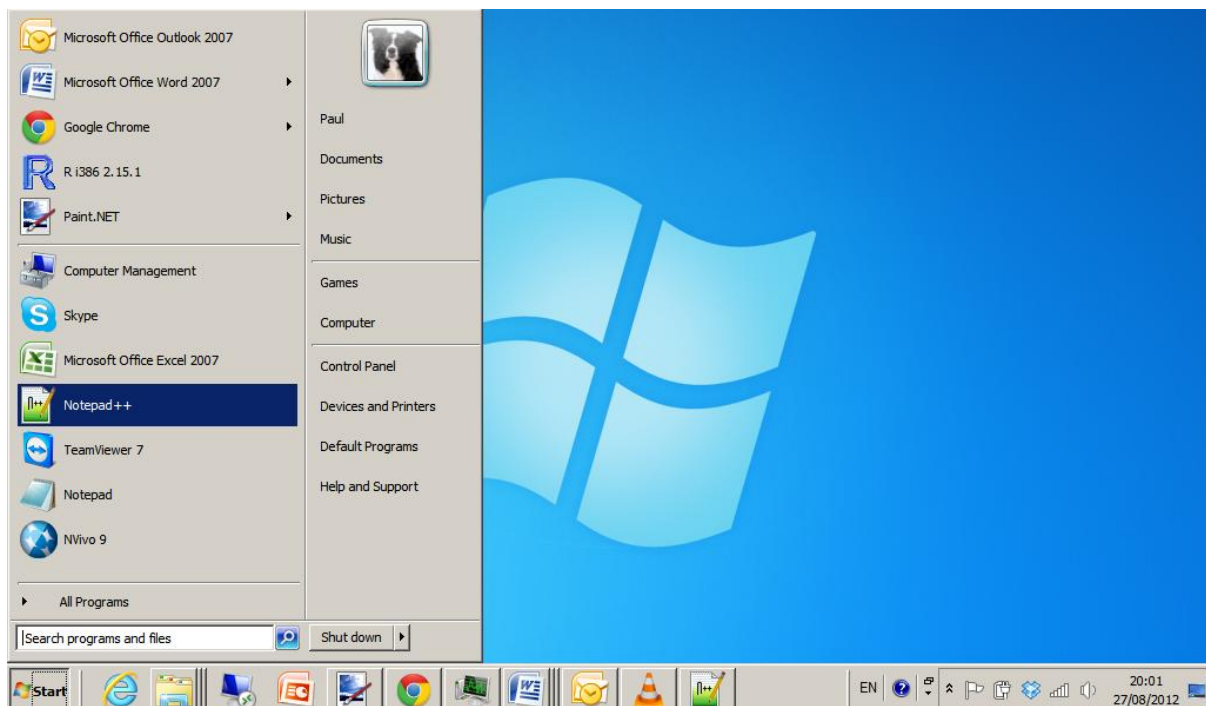 Microsoft Office Outlook 2007
Microsoft Office Word 2007
Google Chrome
R i386 2.15.1
Paint.NET
Computer Management
Skype
Microsoft Office Excel 2007
Notepad++
TeamViewer 7
Notepad
NVivo 9
All Programs
Search programs and files
Paul
Documents
Pictures
Music
Games
Computer
Control Panel
Devices and Printers
Default Programs
Help and Support
Shut down
Start
EN
20:01
27/08/2012